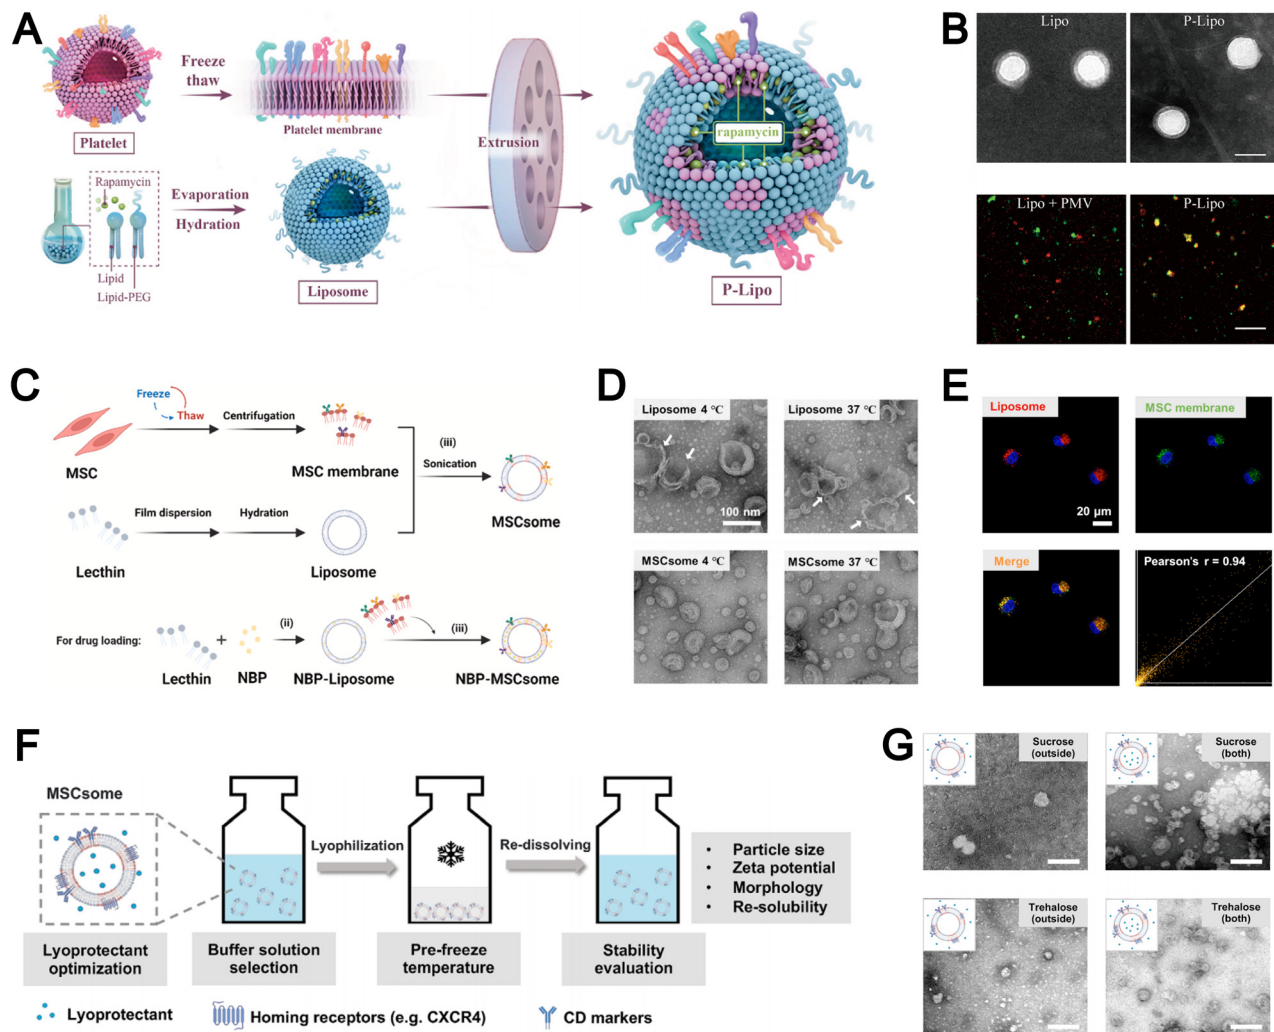 A
Platelet
Freeze
thaw
Platelet membrane
Rapamycin
Lipid
Lipid-PEG
Evaporation
Hydration
Liposome
Extrusion
rapamycin
P-Lipo
B
Lipo
P-Lipo
Lipo + PMV
P-Lipo
C
MSC
Freeze
Thaw
Centrifugation
MSC membrane
(iii)
Sonication
MSCsome
Lecthin
Film dispersion
Hydration
Liposome
For drug loading:
Lecthin
+
NBP
(ii)
NBP-Liposome
(iii)
NBP-MSCsome
D
Liposome 4 °C
100 nm
Liposome 37 °C
MSCsome 4 °C
MSCsome 37 °C
E
Liposome
20 μm
MSC membrane
Merge
Pearson's r = 0.94
F
MSCsome
Lyophilization
Re-dissolving
• Particle size
• Zeta potential
• Morphology
• Re-solubility
Lyoprotectant
optimization
Buffer solution
selection
Pre-freeze
temperature
Stability
evaluation
Lyoprotectant
Homing receptors (e.g. CXCR4)
CD markers
G
Sucrose
(outside)
Sucrose
(both)
Trehalose
(outside)
Trehalose
(both)